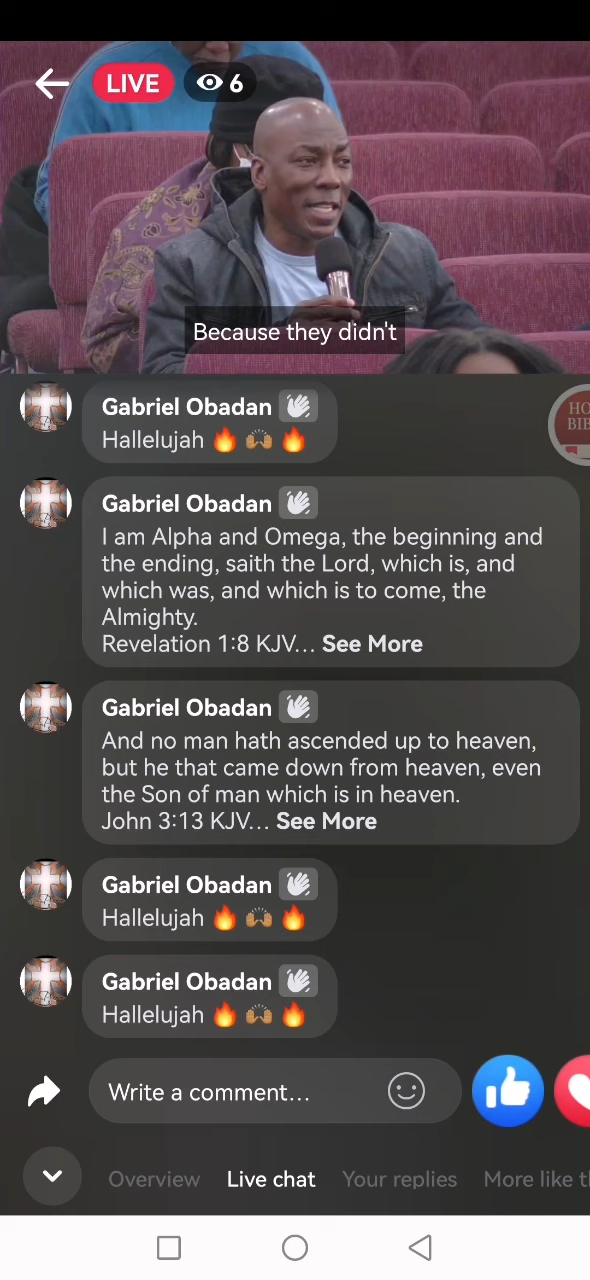 LIVE 6
Because they didn't
Gabriel Obadan
Hallelujah 🔥 🙌🏽 🔥
HO
BIB
Gabriel Obadan
I am Alpha and Omega, the beginning and
the ending, saith the Lord, which is, and
which was, and which is to come, the
Almighty.
Revelation 1:8 KJV... See More
Gabriel Obadan
And no man hath ascended up to heaven,
but he that came down from heaven, even
the Son of man which is in heaven.
John 3:13 KJV... See More
Gabriel Obadan
Hallelujah 🔥 🙌🏽 🔥
Gabriel Obadan
Hallelujah 🔥 🙌🏽 🔥
Write a comment...
Overview Live chat Your replies More like t